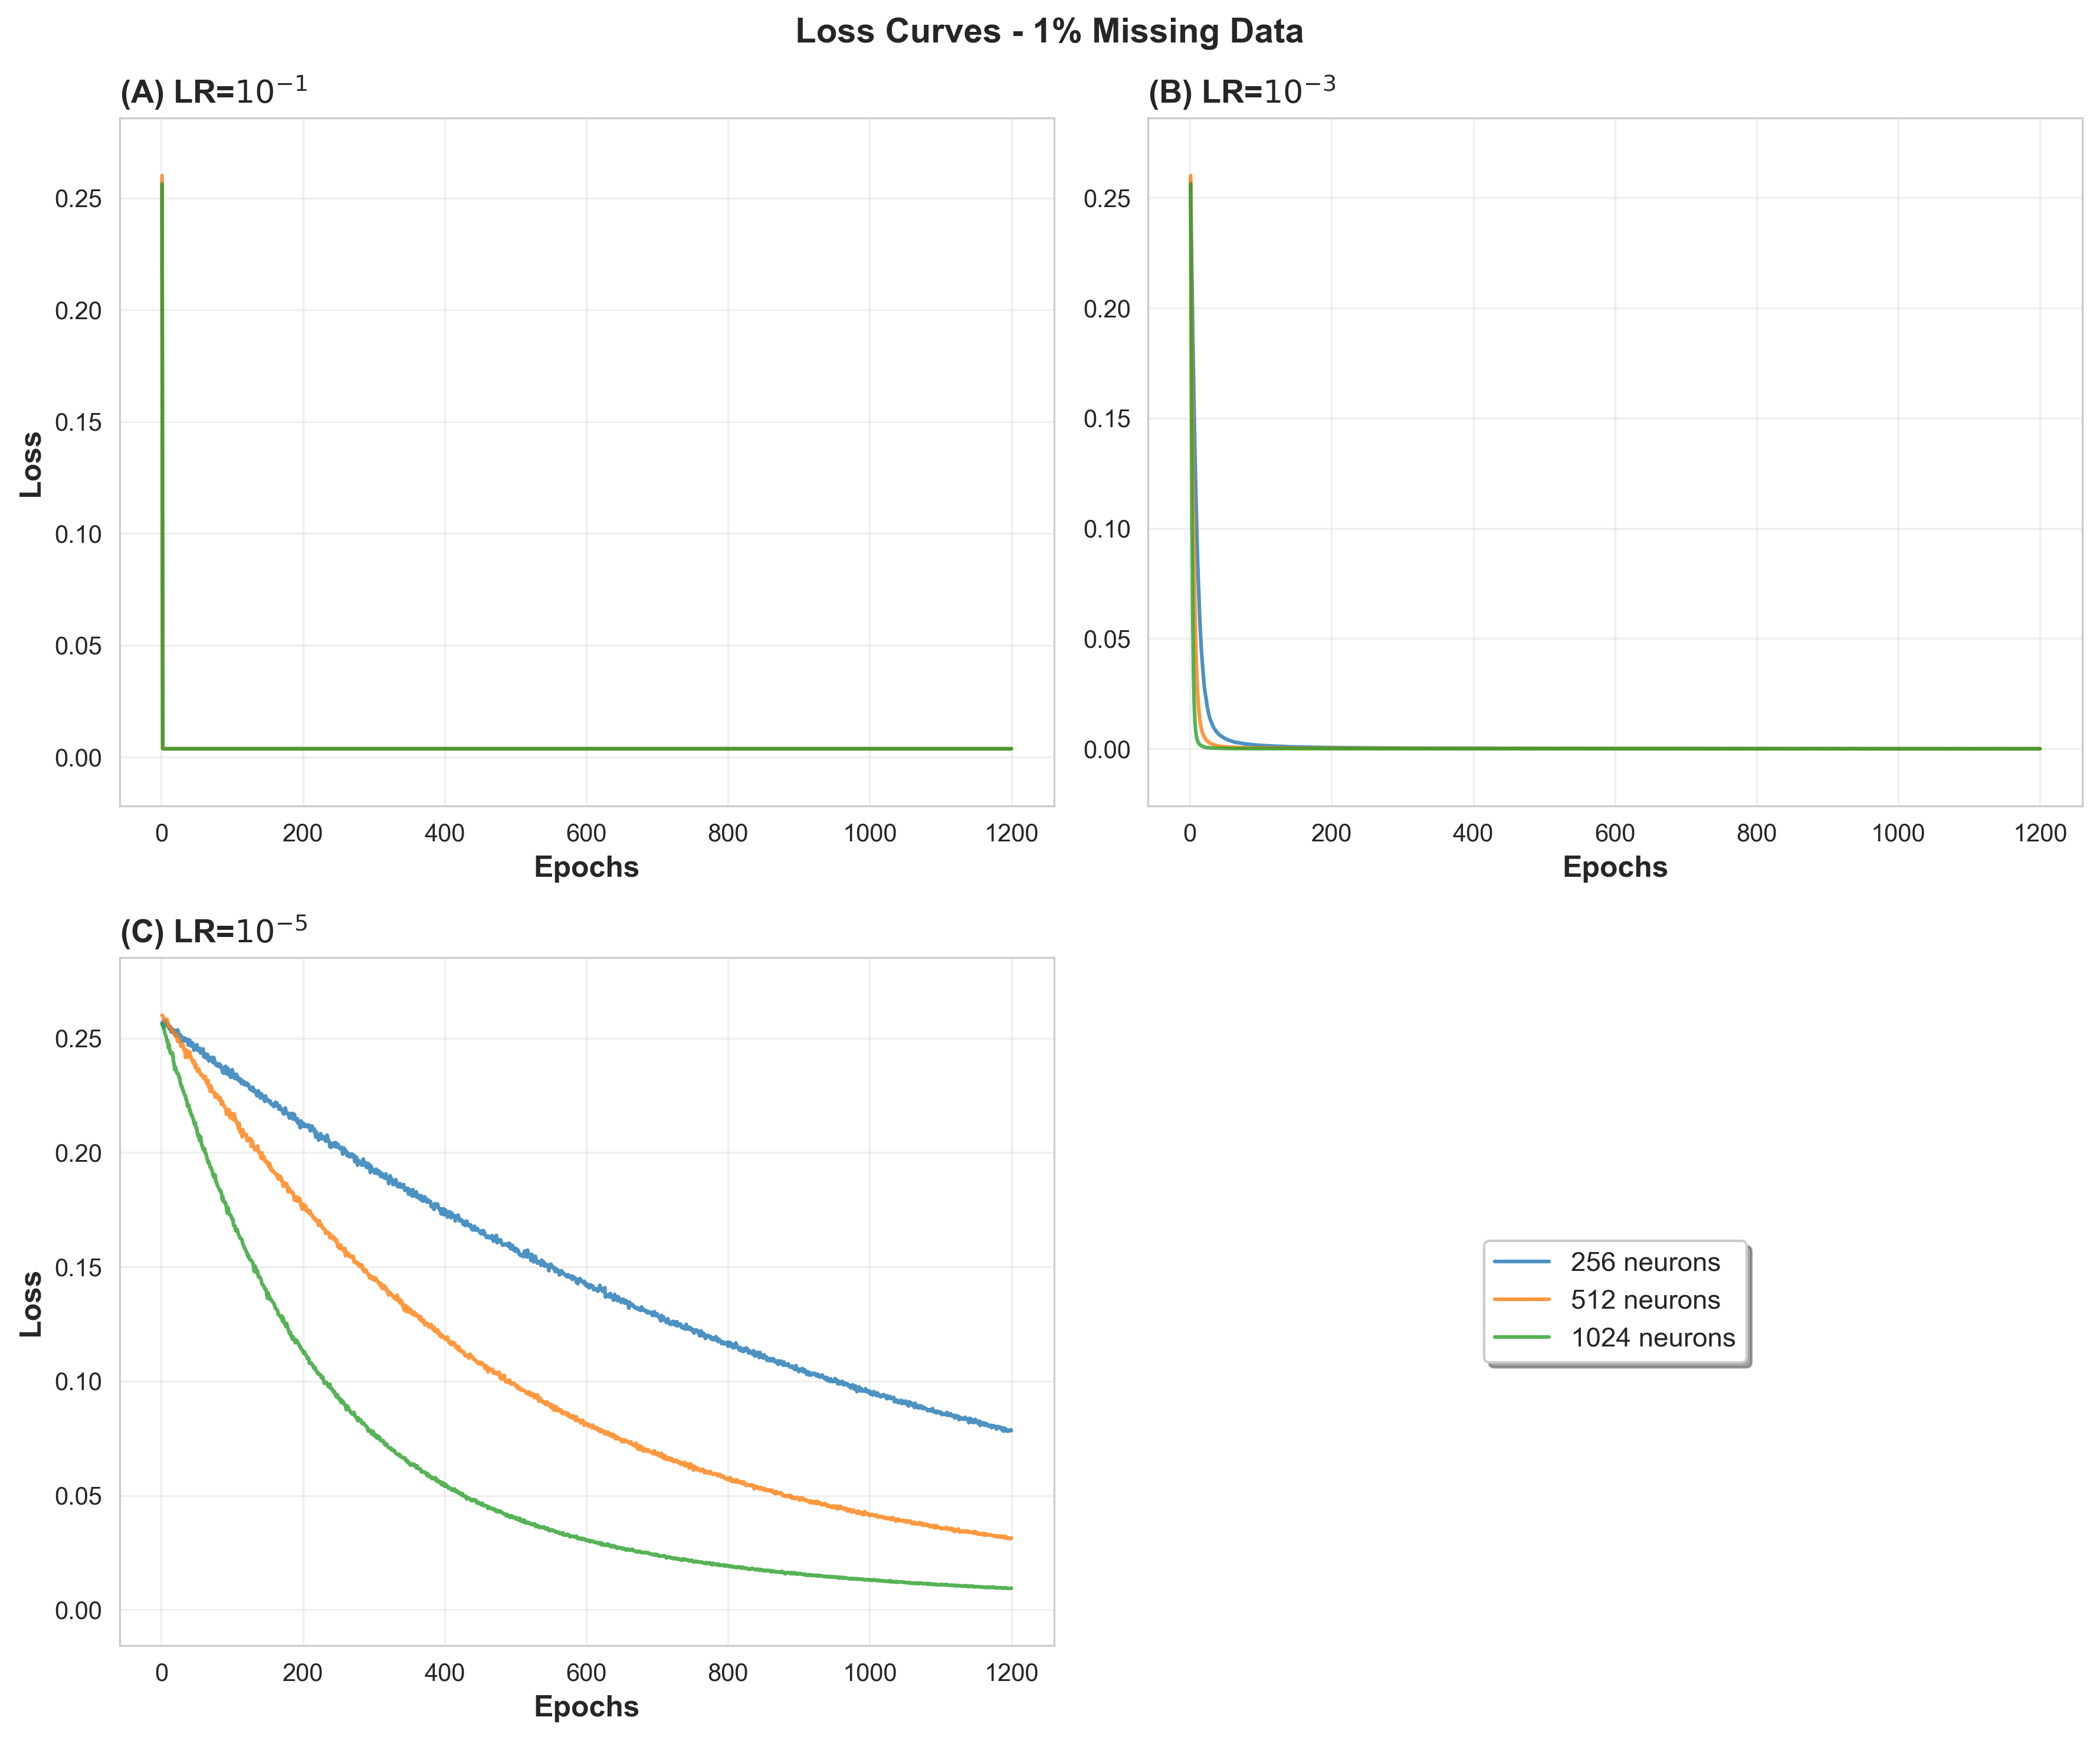 Loss Curves - 1% Missing Data
(A) LR=10⁻¹
0.25
0.20
0.15
0.10
0.05
0.00
Loss
0 200 400 600 800 1000 1200
Epochs
(B) LR=10⁻³
0.25
0.20
0.15
0.10
0.05
0.00
0 200 400 600 800 1000 1200
Epochs
(C) LR=10⁻⁵
0.25
0.20
0.15
0.10
0.05
0.00
Loss
0 200 400 600 800 1000 1200
Epochs
256 neurons
512 neurons
1024 neurons